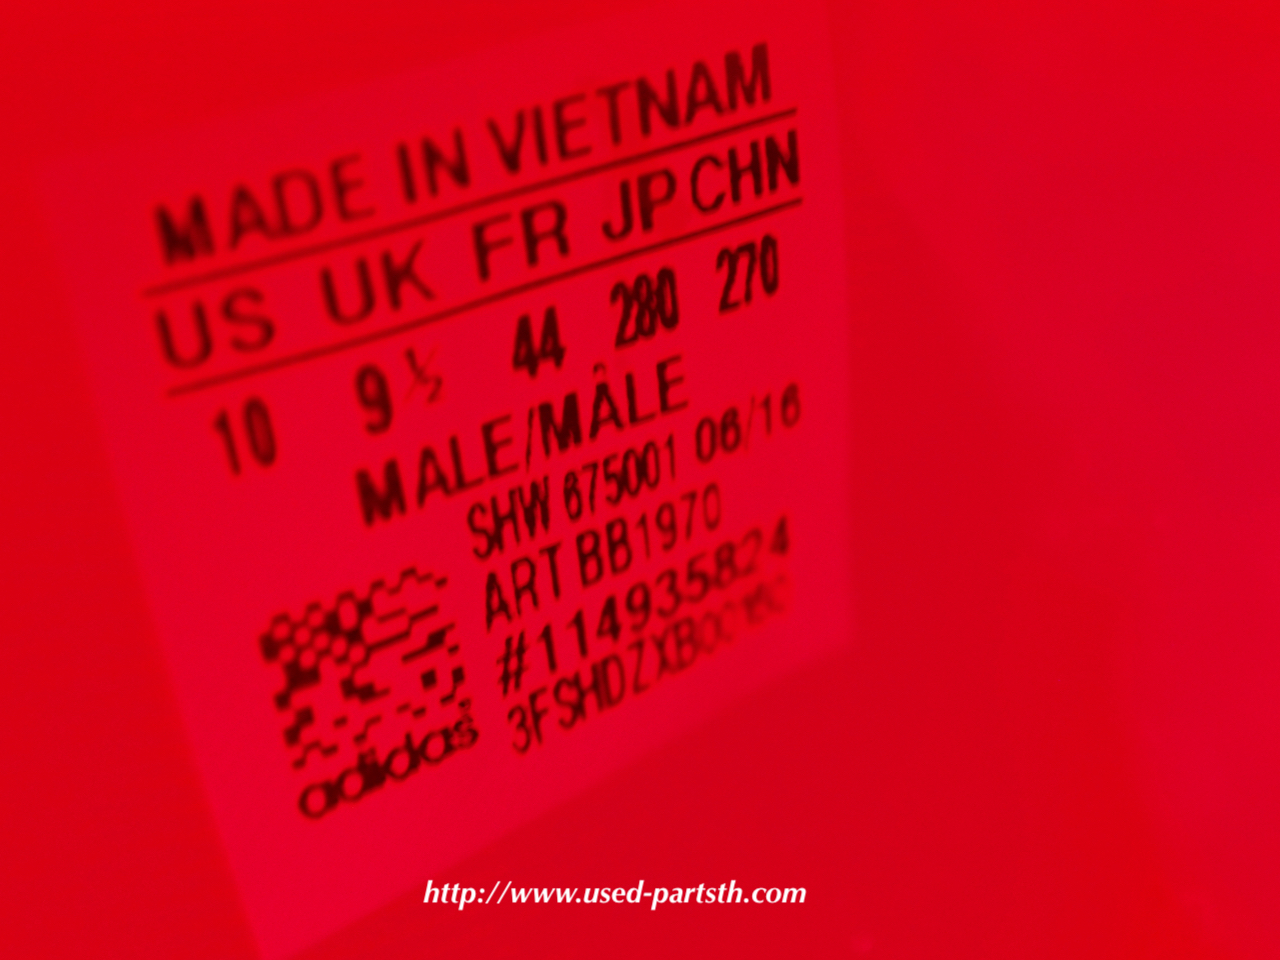 MADE IN VIETNAM
US UK FR JP CHN
10 9½ 44 280 270
MALE/MÂLE
SHW 675001 06/16
ART BB1970
#114935824
adidas
http://www.used-partsth.com